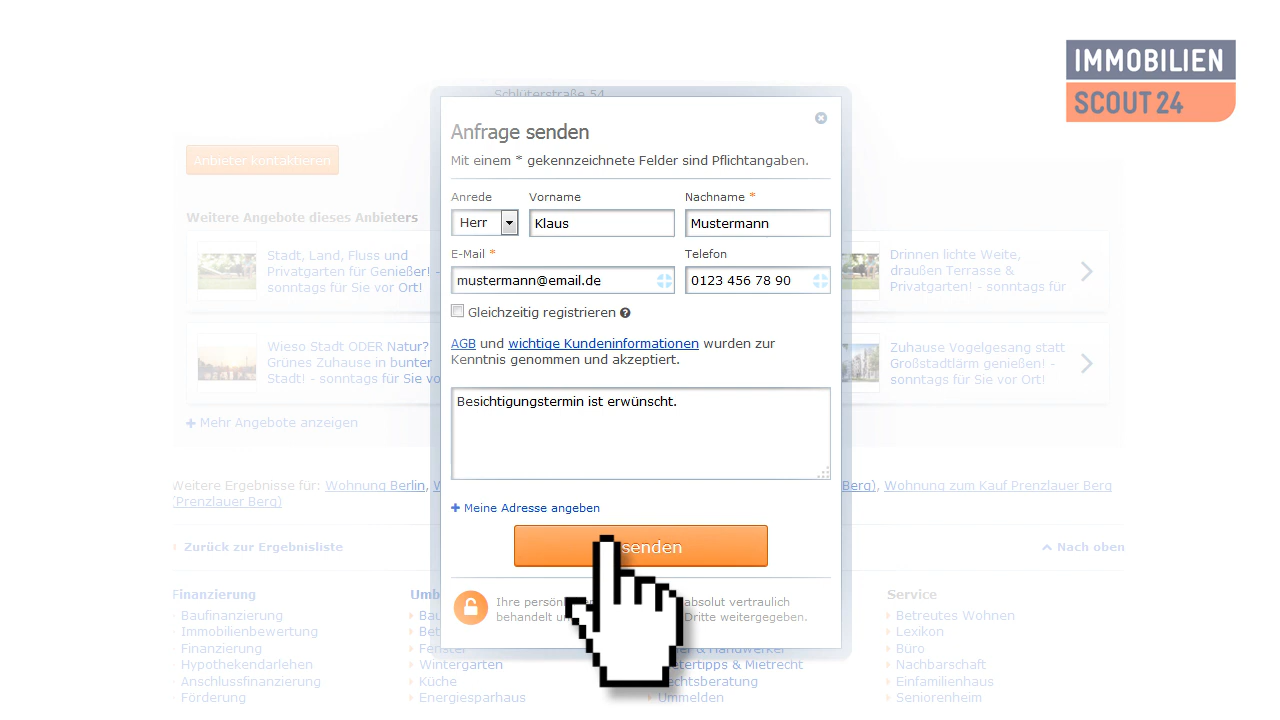 IMMOBILIEN
SCOUT 24
Schlüterstraße 54
Anbieter kontaktieren
Weitere Angebote dieses Anbieters
Stadt, Land, Fluss und
Privatgarten für Genießer! -
sonntags für Sie vor Ort!
Wieso Stadt ODER Natur?
Grünes Zuhause in bunter
Stadt! - sonntags für Sie vo
Mehr Angebote anzeigen
Anfrage senden
Mit einem * gekennzeichnete Felder sind Pflichtangaben.
Anrede Vorname Nachname *
Herr Klaus Mustermann
E-Mail * Telefon
mustermann@email.de 0123 456 78 90
Gleichzeitig registrieren ?
AGB und wichtige Kundeninformationen wurden zur
Kenntnis genommen und akzeptiert.
Besichtigungstermin ist erwünscht.
+ Meine Adresse angeben
senden
Ihre persön absolut vertraulich
behandelt u Dritte weitergegeben.
Drinnen lichte Weite,
draußen Terrasse &
Privatgarten! - sonntags für
Zuhause Vogelgesang statt
Großstadtlärm genießen! -
sonntags für Sie vor Ort!
Weitere Ergebnisse für: Wohnung Berlin, W Berg), Wohnung zum Kauf Prenzlauer Berg
(Prenzlauer Berg)
Zurück zur Ergebnisliste Nach oben
Finanzierung
Baufinanzierung
Immobilienbewertung
Finanzierung
Hypothekendarlehen
Anschlussfinanzierung
Förderung
Umb
Bau
Bet
Fenster
Wintergarten
Küche
Energiesparhaus
& Handwerker
etertipps & Mietrecht
chtsberatung
Ummelden
Service
Betreutes Wohnen
Lexikon
Büro
Nachbarschaft
Einfamilienhaus
Seniorenheim